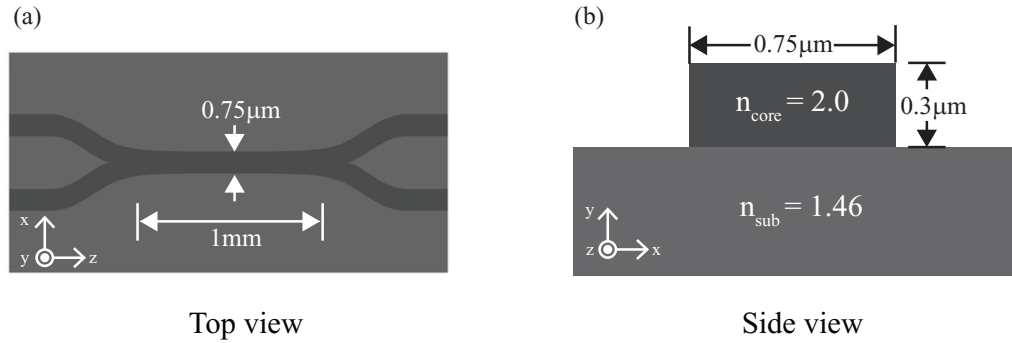 (a)
0.75μm
1mm
x
y
z
Top view
(b)
0.75μm
n_core = 2.0
0.3μm
n_sub = 1.46
y
z
x
Side view